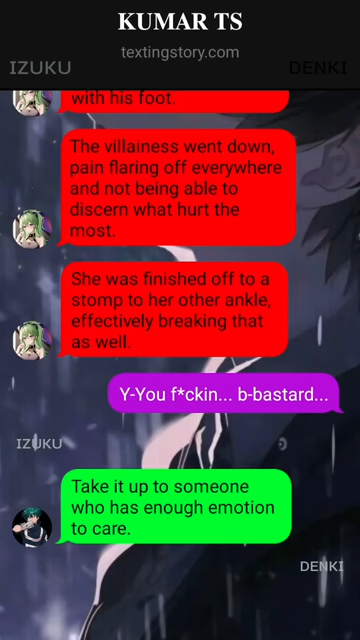 KUMAR TS
textingstory.com
IZUKU
DENKI
with his foot.
The villainess went down,
pain flaring off everywhere
and not being able to
discern what hurt the
most.
She was finished off to a
stomp to her other ankle,
effectively breaking that
as well.
Y-You f*ckin... b-bastard...
IZUKU
Take it up to someone
who has enough emotion
to care.
DENKI